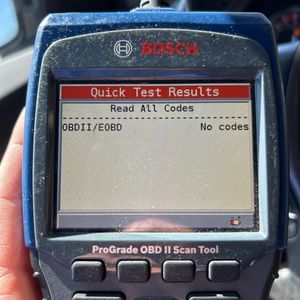 BOSCH
Quick Test Results
Read All Codes
OBDII/EOBD No codes
ProGrade OBD II Scan Tool